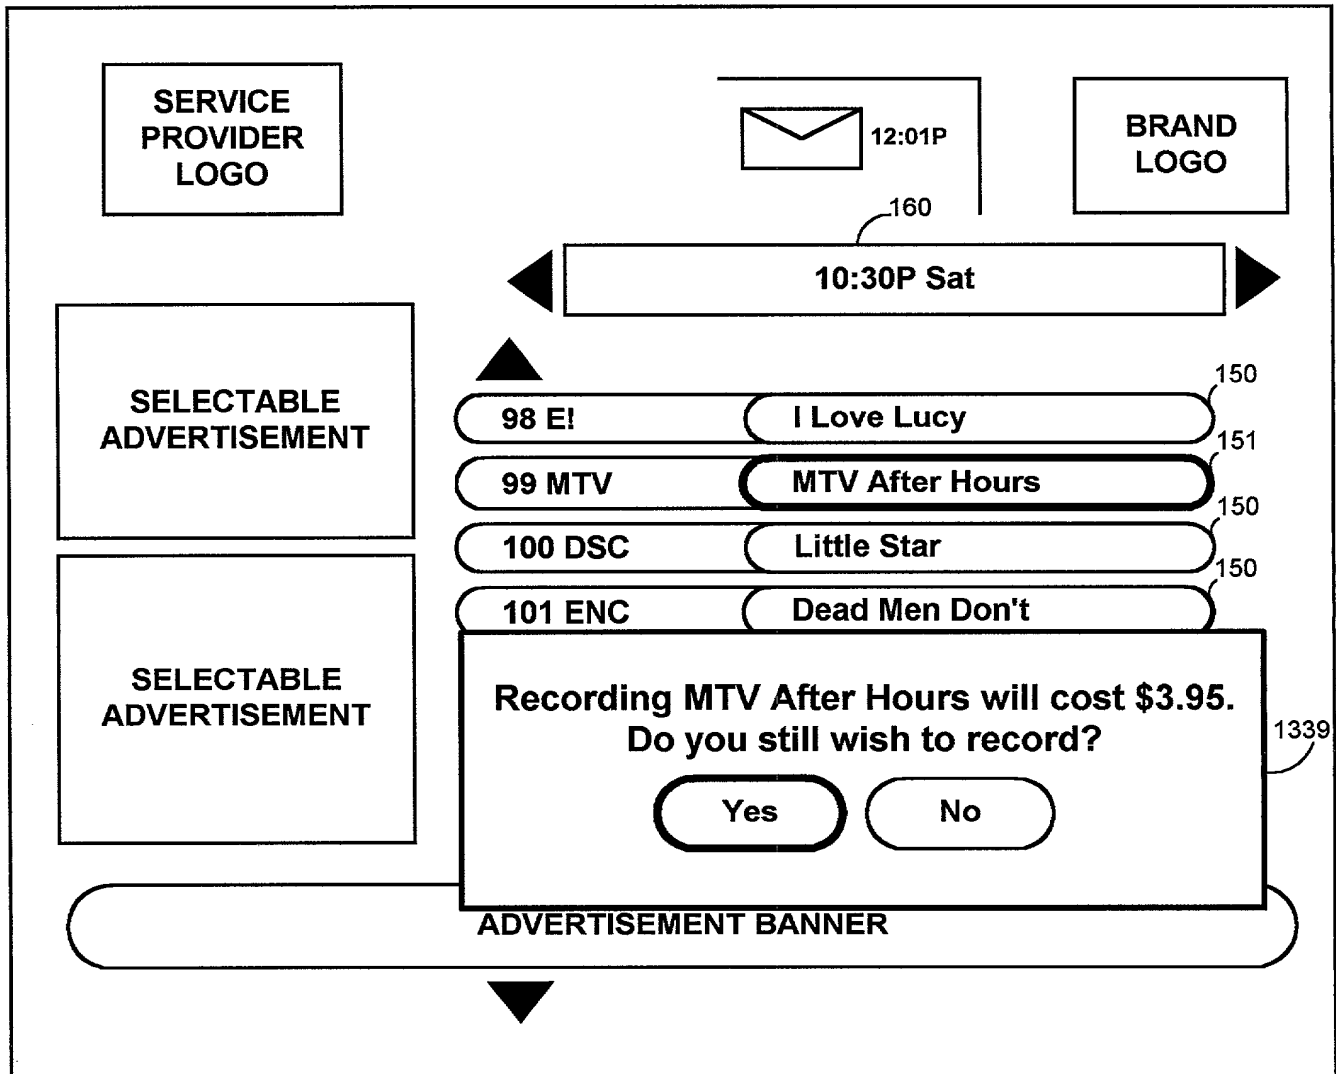 SERVICE
PROVIDER
LOGO
12:01P
BRAND
LOGO
160
10:30P Sat
SELECTABLE
ADVERTISEMENT
150
98 E! I Love Lucy
151
99 MTV MTV After Hours
150
100 DSC Little Star
150
101 ENC Dead Men Don't
SELECTABLE
ADVERTISEMENT
Recording MTV After Hours will cost $3.95.
Do you still wish to record?
1339
Yes No
ADVERTISEMENT BANNER